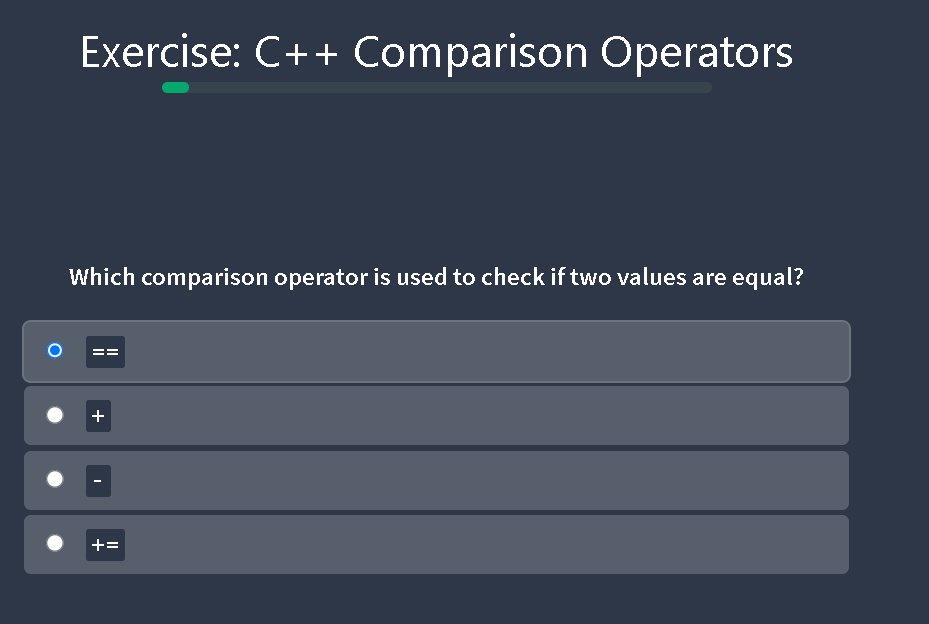 Exercise: C++ Comparison Operators
Which comparison operator is used to check if two values are equal?
==
+
-
+=